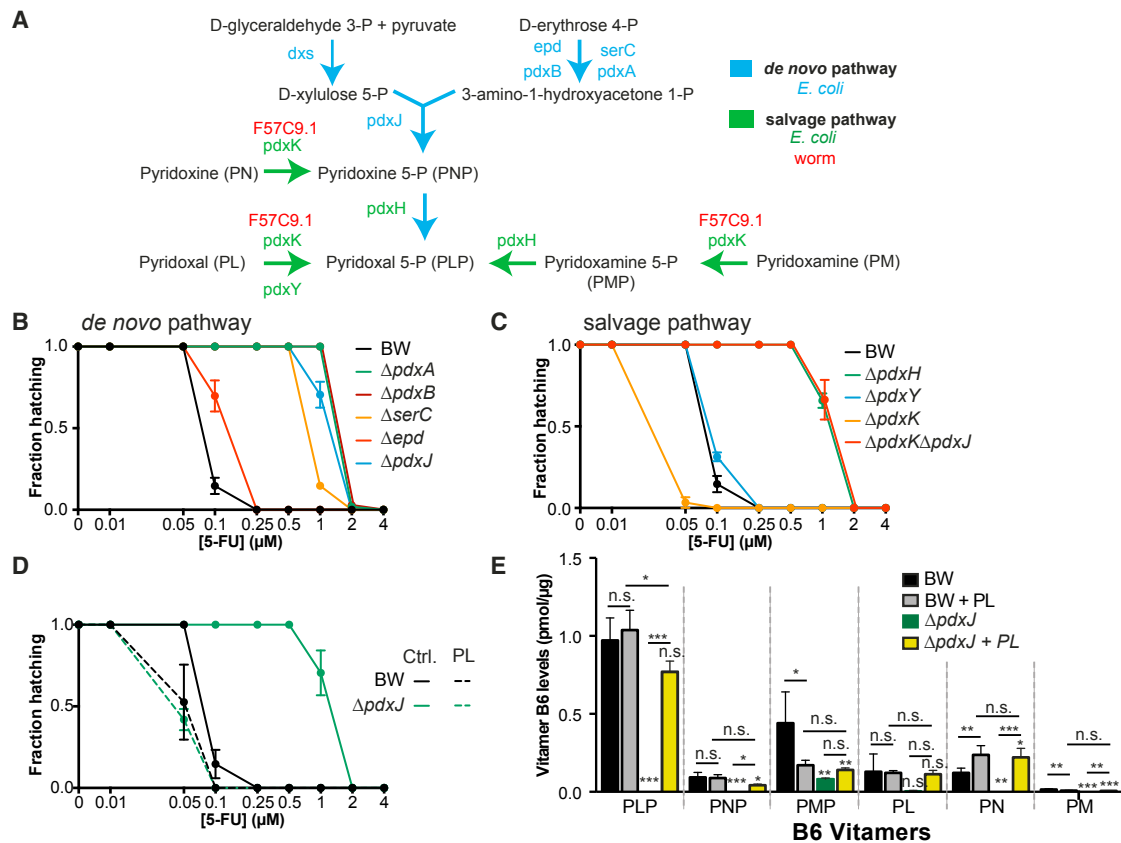 A
D-glyceraldehyde 3-P + pyruvate
D-erythrose 4-P
dxs
epd
serC
pdxB
pdxA
de novo pathway
E. coli
D-xylulose 5-P
3-amino-1-hydroxyacetone 1-P
pdxJ
salvage pathway
E. coli
worm
F57C9.1
pdxK
Pyridoxine (PN)
Pyridoxine 5-P (PNP)
pdxH
F57C9.1
pdxK
pdxH
F57C9.1
pdxK
Pyridoxal (PL)
Pyridoxal 5-P (PLP)
Pyridoxamine 5-P
(PMP)
Pyridoxamine (PM)
pdxY
B
de novo pathway
1.0
0.5
0.0
Fraction hatching
0
0.01
0.05
0.1
0.25
0.5
1
2
4
[5-FU] (µM)
BW
ΔpdxA
ΔpdxB
ΔserC
Δepd
ΔpdxJ
C
salvage pathway
1.0
0.5
0.0
Fraction hatching
0
0.01
0.05
0.1
0.25
0.5
1
2
4
[5-FU] (µM)
BW
ΔpdxH
ΔpdxY
ΔpdxK
ΔpdxKΔpdxJ
D
1.0
0.5
0.0
Fraction hatching
0
0.01
0.05
0.1
0.25
0.5
1
2
4
[5-FU] (µM)
Ctrl. PL
BW
ΔpdxJ
E
1.5
1.0
0.5
0.0
Vitamer B6 levels (pmol/µg)
BW
BW + PL
ΔpdxJ
ΔpdxJ + PL
*
n.s.
***
n.s.
***
n.s.
n.s.
*
***
*
*
n.s.
n.s.
**
**
n.s.
n.s.
n.s.
n.s.
*
n.s.
**
***
*
**
n.s.
**
**
***
***
PLP
PNP
PMP
PL
PN
PM
B6 Vitamers